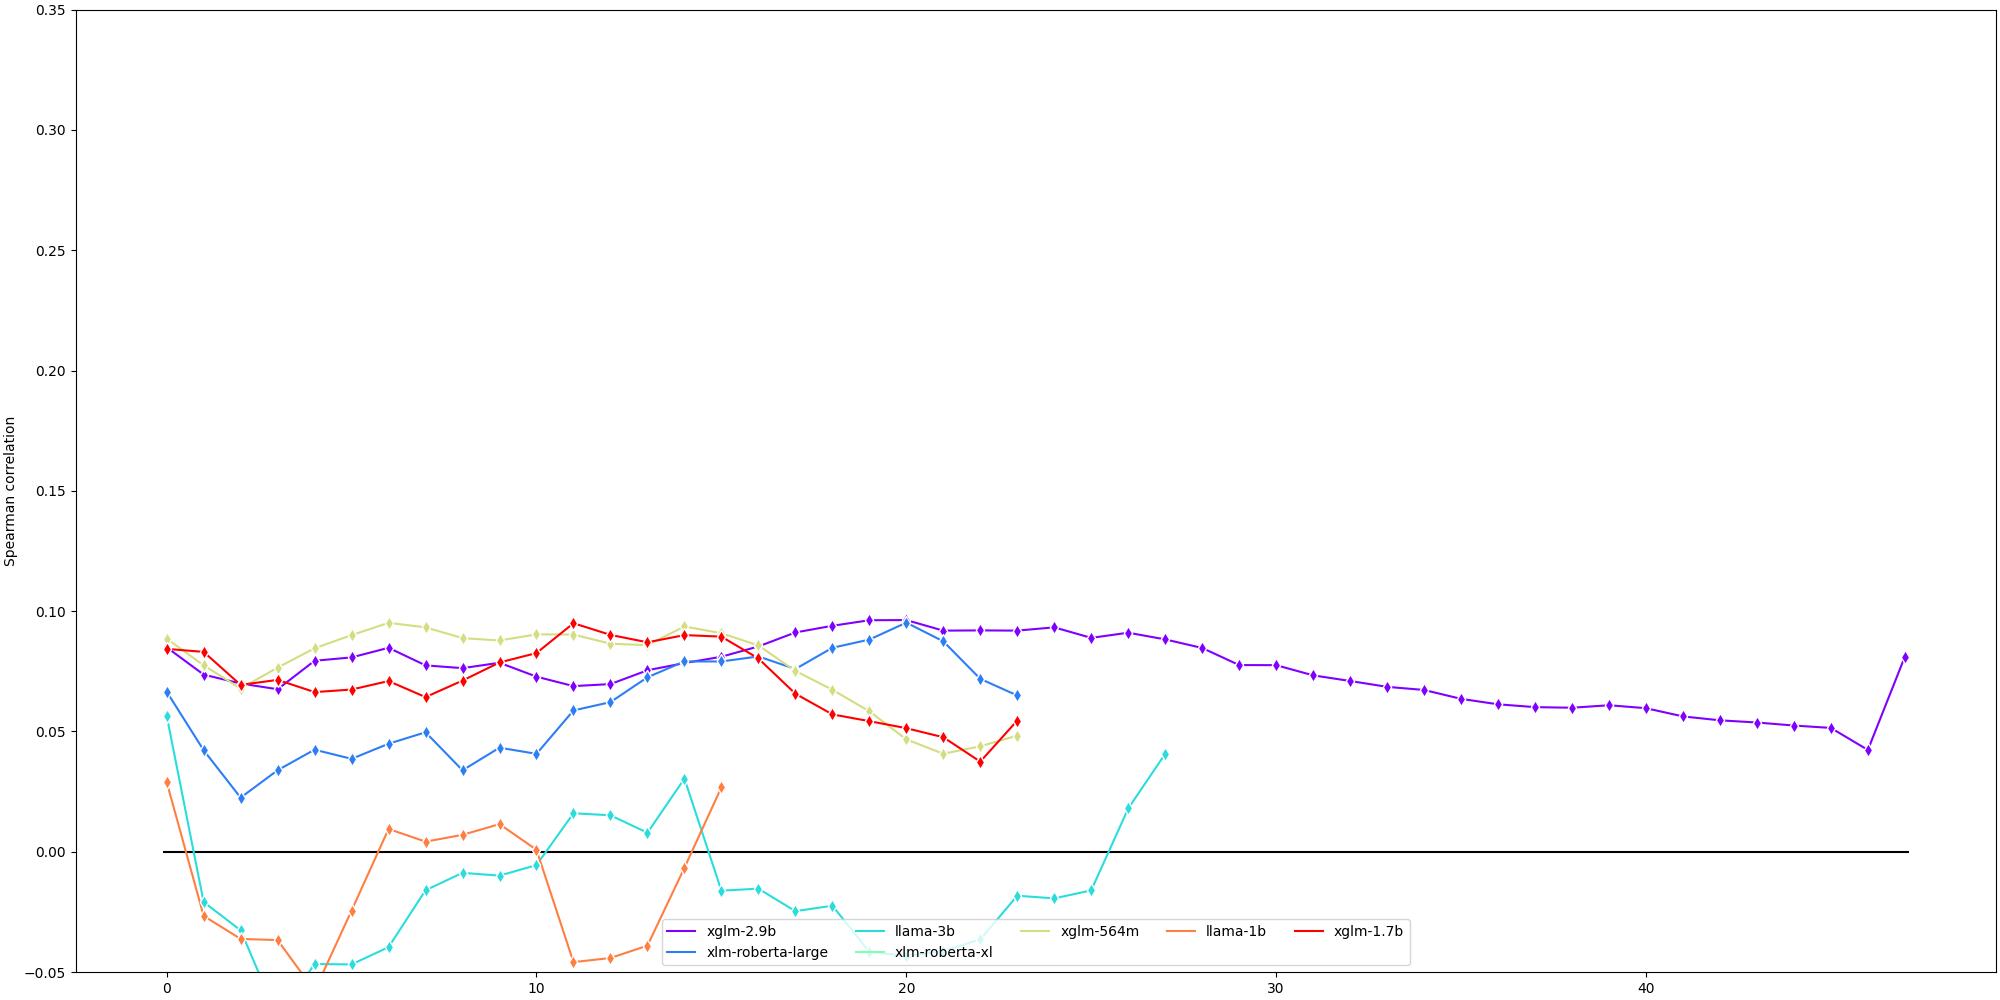 0.35
0.30
0.25
0.20
0.15
0.10
0.05
0.00
−0.05
Spearman correlation
0 10 20 30 40
xglm-2.9b llama-3b xglm-564m llama-1b xglm-1.7b
xlm-roberta-large xlm-roberta-xl